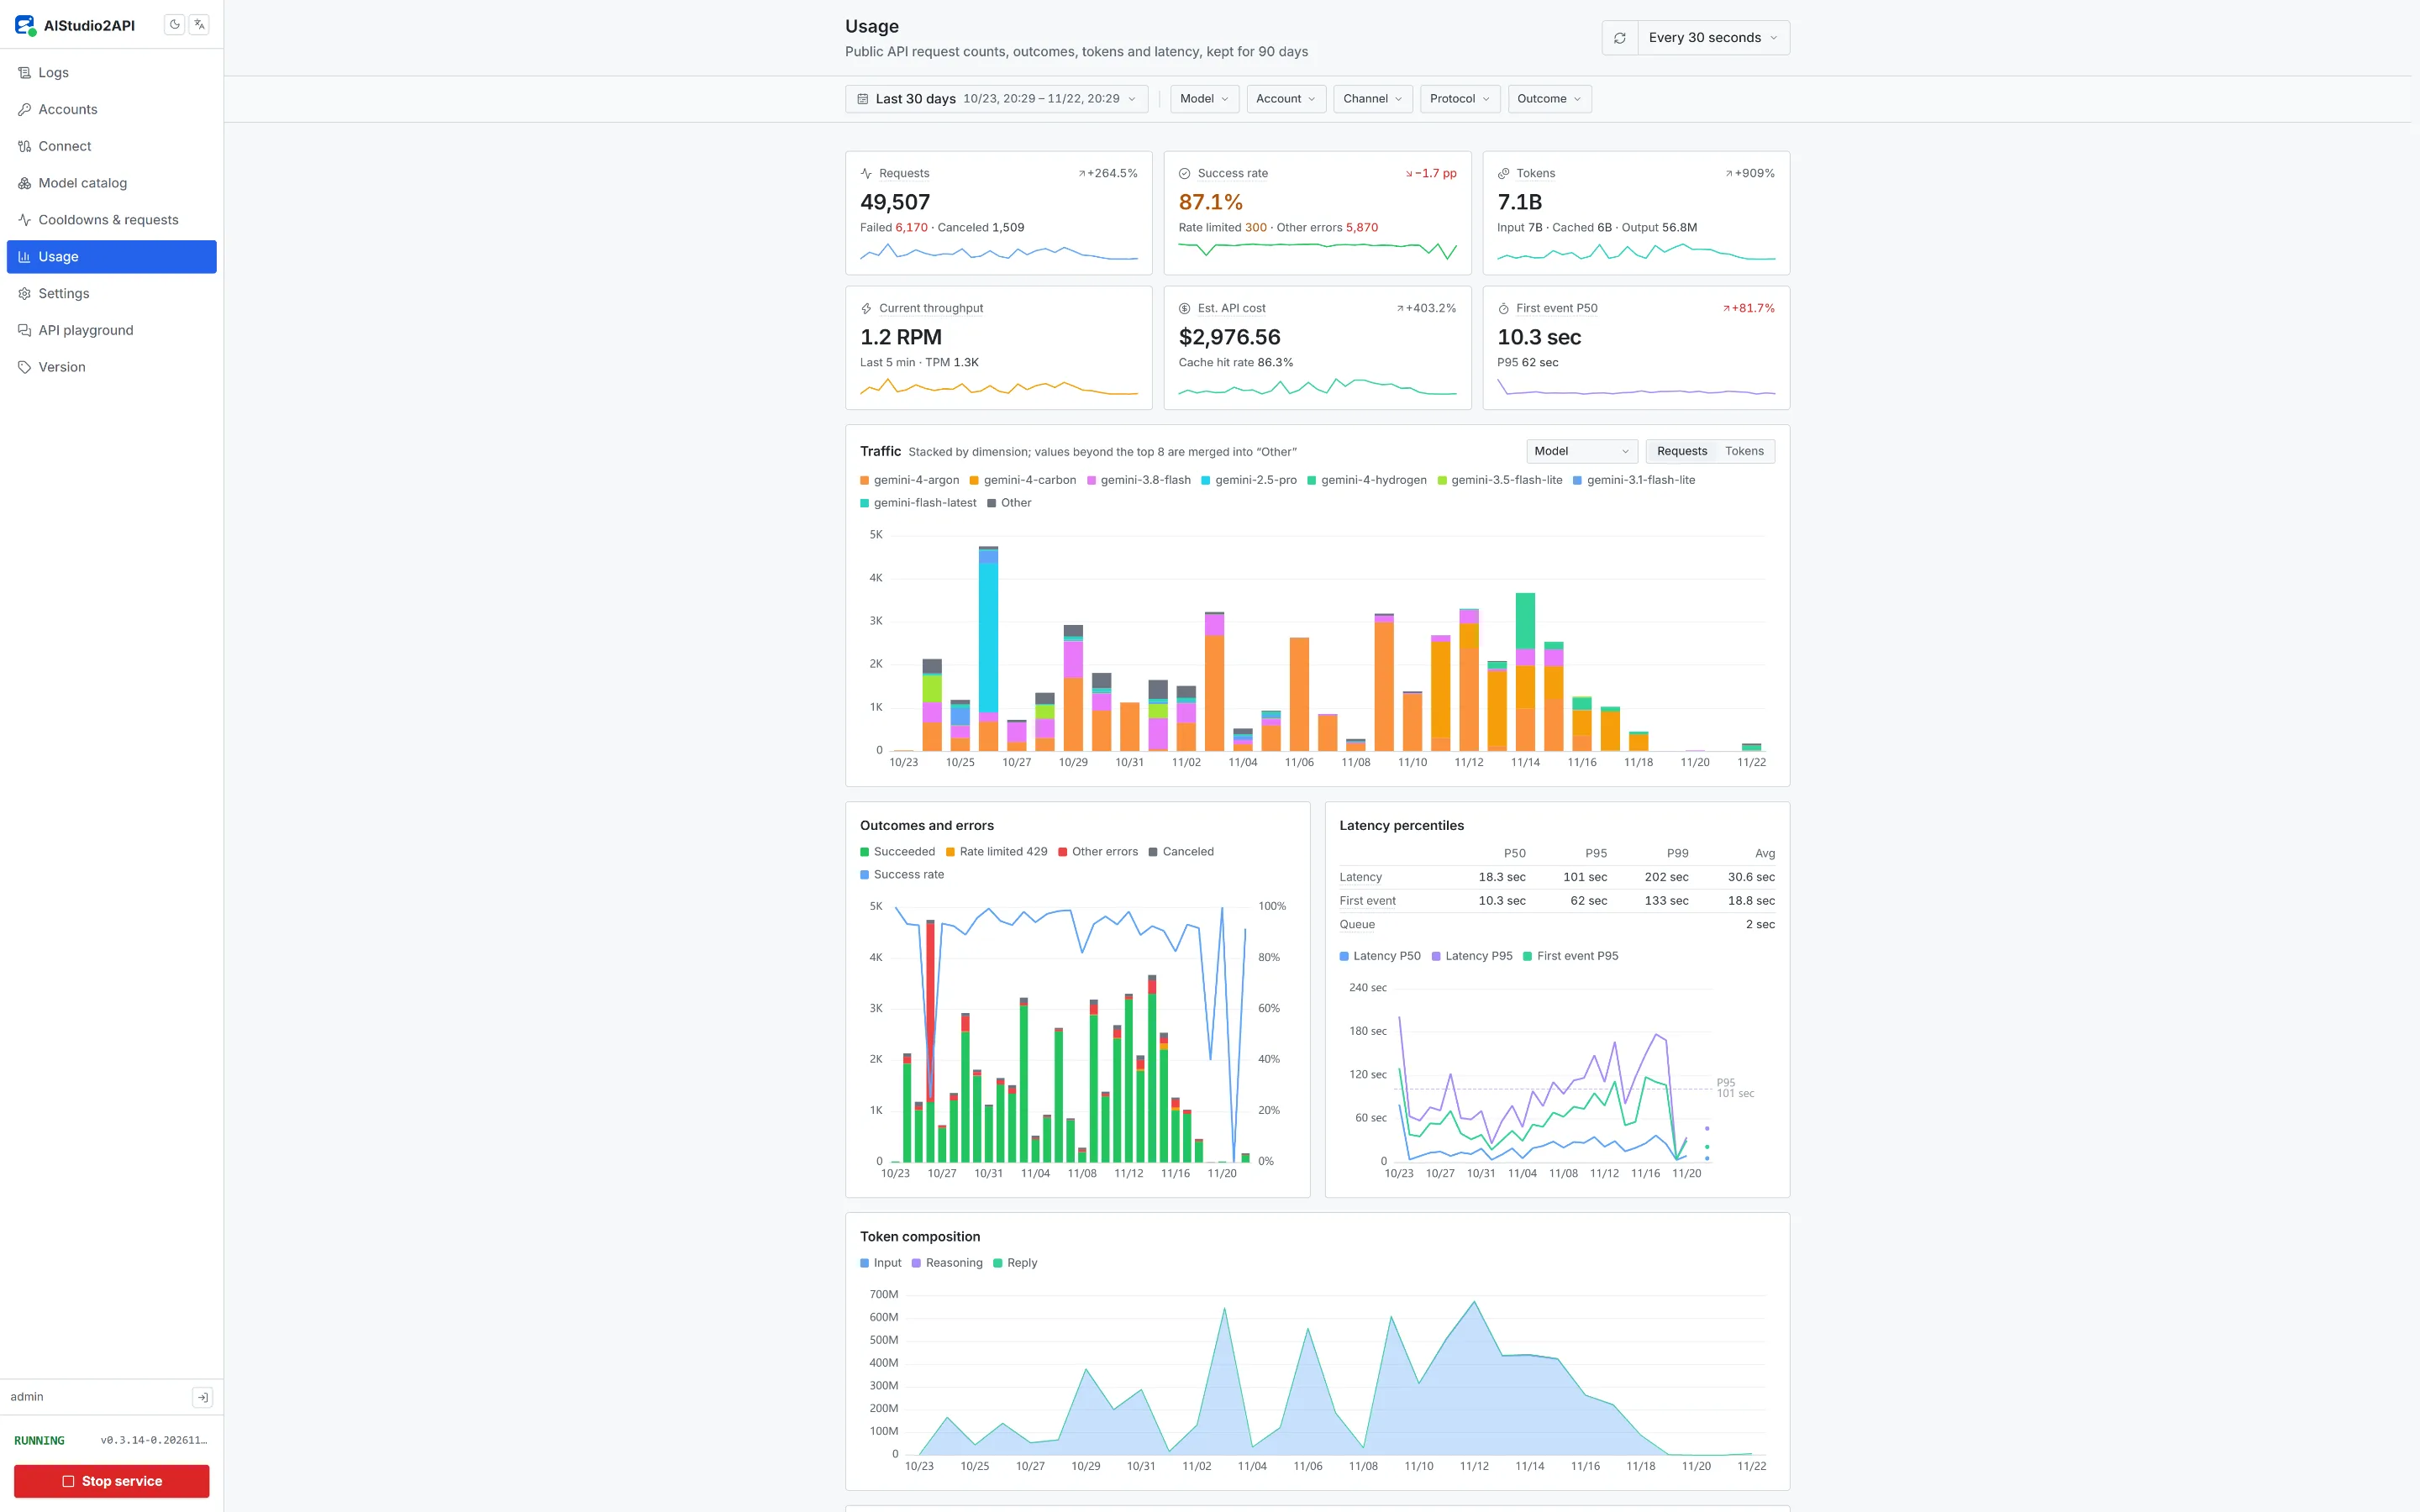 AIStudio2API
Logs
Accounts
Connect
Model catalog
Cooldowns & requests
Usage
Settings
API playground
Version
admin
RUNNING v0.3.14-0.202611…
Stop service
Usage
Public API request counts, outcomes, tokens and latency, kept for 90 days
Every 30 seconds
Last 30 days 10/23, 20:29 – 11/22, 20:29
Model Account Channel Protocol Outcome
Requests +264.5%
49,507
Failed 6,170 · Canceled 1,509
Success rate −1.7 pp
87.1%
Rate limited 300 · Other errors 5,870
Tokens +909%
7.1B
Input 7B · Cached 6B · Output 56.8M
Current throughput
1.2 RPM
Last 5 min · TPM 1.3K
Est. API cost +403.2%
$2,976.56
Cache hit rate 86.3%
First event P50 +81.7%
10.3 sec
P95 62 sec
Traffic Stacked by dimension; values beyond the top 8 are merged into “Other”
Model Requests Tokens
gemini-4-argon gemini-4-carbon gemini-3.8-flash gemini-2.5-pro gemini-4-hydrogen gemini-3.5-flash-lite gemini-3.1-flash-lite
gemini-flash-latest Other
5K
4K
3K
2K
1K
0
10/23 10/25 10/27 10/29 10/31 11/02 11/04 11/06 11/08 11/10 11/12 11/14 11/16 11/18 11/20 11/22
Outcomes and errors
Succeeded Rate limited 429 Other errors Canceled
Success rate
5K 100%
4K 80%
3K 60%
2K 40%
1K 20%
0 0%
10/23 10/27 10/31 11/04 11/08 11/12 11/16 11/20
Latency percentiles
P50 P95 P99 Avg
Latency 18.3 sec 101 sec 202 sec 30.6 sec
First event 10.3 sec 62 sec 133 sec 18.8 sec
Queue 2 sec
Latency P50 Latency P95 First event P95
240 sec
180 sec
120 sec
P95
101 sec
60 sec
0
10/23 10/27 10/31 11/04 11/08 11/12 11/16 11/20
Token composition
Input Reasoning Reply
700M
600M
500M
400M
300M
200M
100M
0
10/23 10/25 10/27 10/29 10/31 11/02 11/04 11/06 11/08 11/10 11/12 11/14 11/16 11/18 11/20 11/22